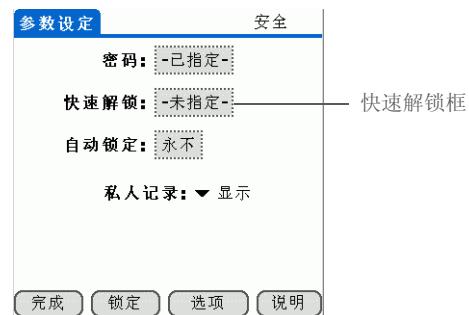 参数设定 安全
密码: -已指定-
快速解锁: -未指定- 快速解锁框
自动锁定: 永不
私人记录: 显示
完成 锁定 选项 说明